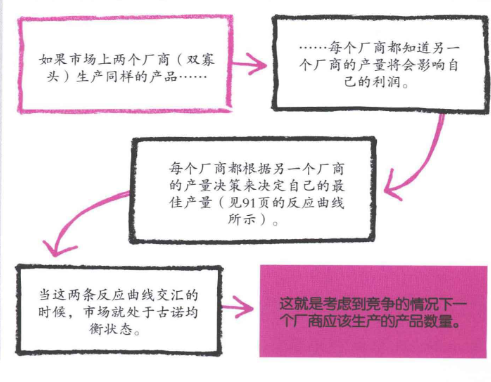 如果市场上两个厂商（双寡
头）生产同样的产品……
……每个厂商都知道另一
个厂商的产量将会影响自
己的利润。
每个厂商都根据另一个厂商
的产量决策来决定自己的最
佳产量（见91页的反应曲线
所示）。
当这两条反应曲线交汇的
时候，市场就处于古诺均
衡状态。
这就是考虑到竞争的情况下一
个厂商应该生产的产品数量。